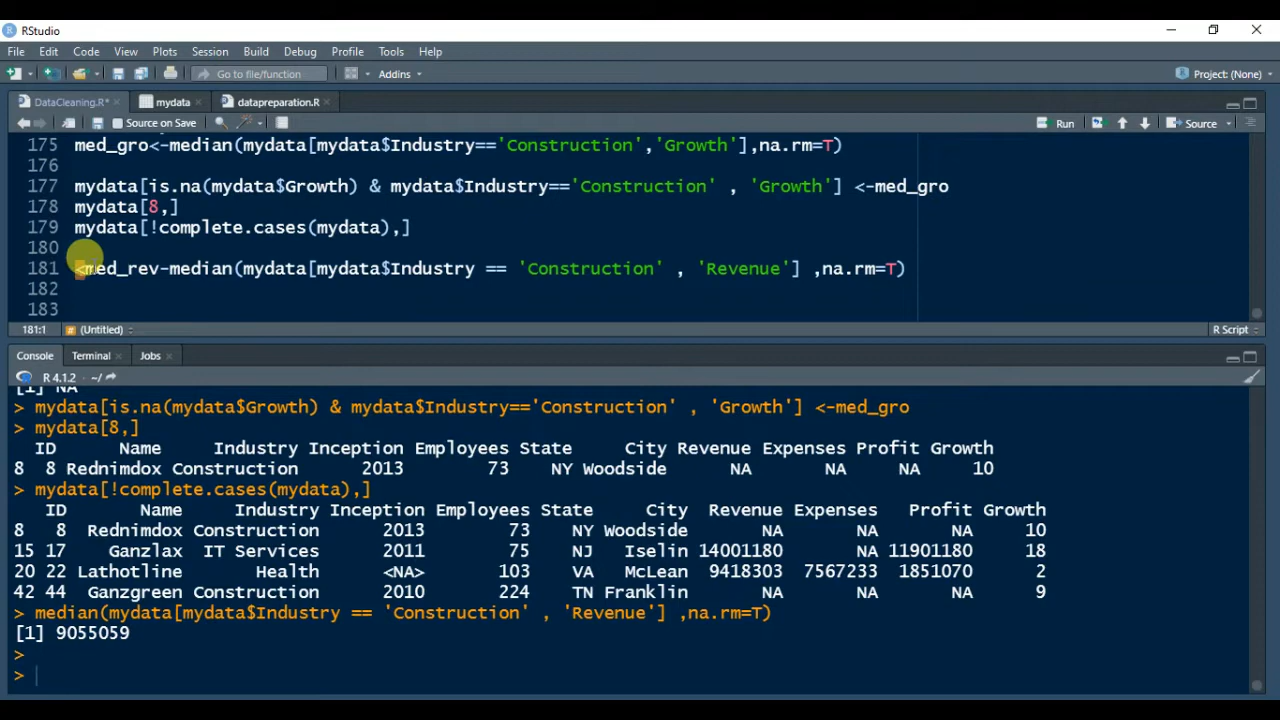 RStudio
File Edit View Plots Session Build Debug Profile Tools Help
Go to file/function Addins Project: (None)
DataCleaning.R* mydata datapreparation.R
Source on Save Run Source
175 med_gro<-median(mydata[mydata$Industry=='Construction','Growth'],na.rm=T)
176
177 mydata[is.na(mydata$Growth) & mydata$Industry=='Construction' , 'Growth'] <-med_gro
178 mydata[8,]
179 mydata[!complete.cases(mydata),]
180
181 <med_rev-median(mydata[mydata$Industry == 'Construction' , 'Revenue'] ,na.rm=T)
182
183
181:1 # (Untitled) R Script
Console Terminal Jobs
R 4.1.2 · ~/
[1] NA
> mydata[is.na(mydata$Growth) & mydata$Industry=='Construction' , 'Growth'] <-med_gro
> mydata[8,]
ID Name Industry Inception Employees State City Revenue Expenses Profit Growth
8 8 Rednimdox Construction 2013 73 NY Woodside NA NA NA 10
> mydata[!complete.cases(mydata),]
ID Name Industry Inception Employees State City Revenue Expenses Profit Growth
8 8 Rednimdox Construction 2013 73 NY Woodside NA NA NA 10
15 17 Ganzlax IT Services 2011 75 NJ Iselin 14001180 NA 11901180 18
20 22 Lathotline Health <NA> 103 VA McLean 9418303 7567233 1851070 2
42 44 Ganzgreen Construction 2010 224 TN Franklin NA NA NA 9
> median(mydata[mydata$Industry == 'Construction' , 'Revenue'] ,na.rm=T)
[1] 9055059
>
>